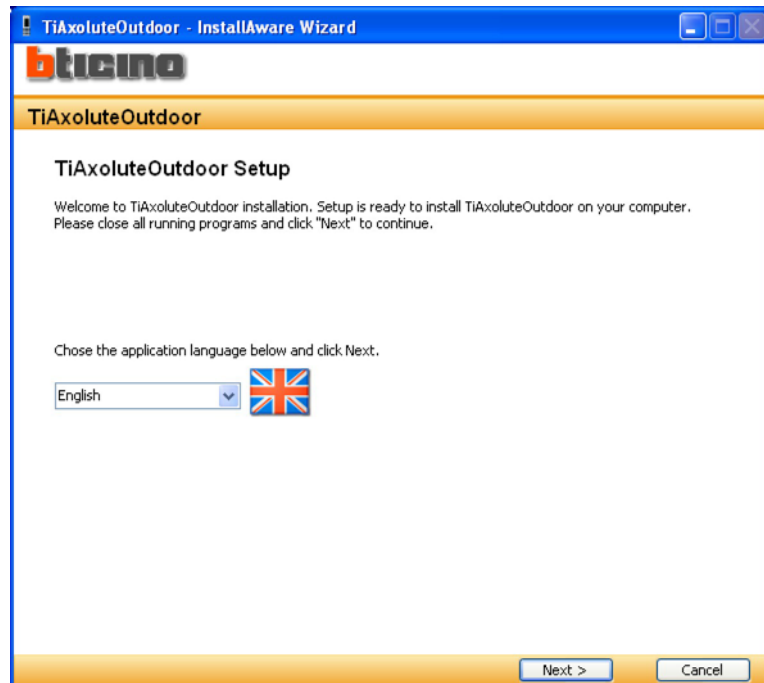 TiAxoluteOutdoor - InstallAware Wizard
bticino
TiAxoluteOutdoor
TiAxoluteOutdoor Setup
Welcome to TiAxoluteOutdoor installation. Setup is ready to install TiAxoluteOutdoor on your computer.
Please close all running programs and click "Next" to continue.
Chose the application language below and click Next.
English
Next >
Cancel